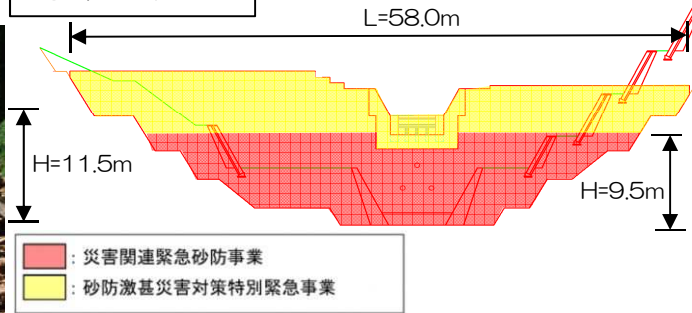 L=58.0m
H=11.5m
H=9.5m
：災害関連緊急砂防事業
：砂防激甚災害対策特別緊急事業